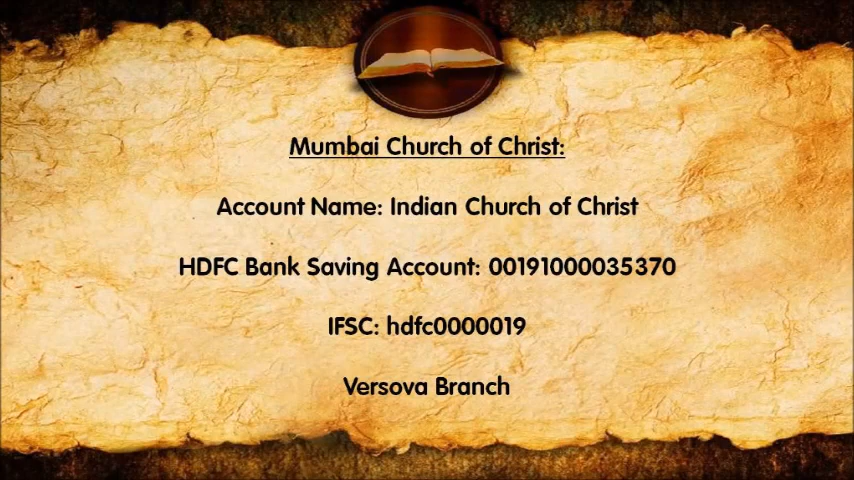 Mumbai Church of Christ:
Account Name: Indian Church of Christ
HDFC Bank Saving Account: 00191000035370
IFSC: hdfc0000019
Versova Branch